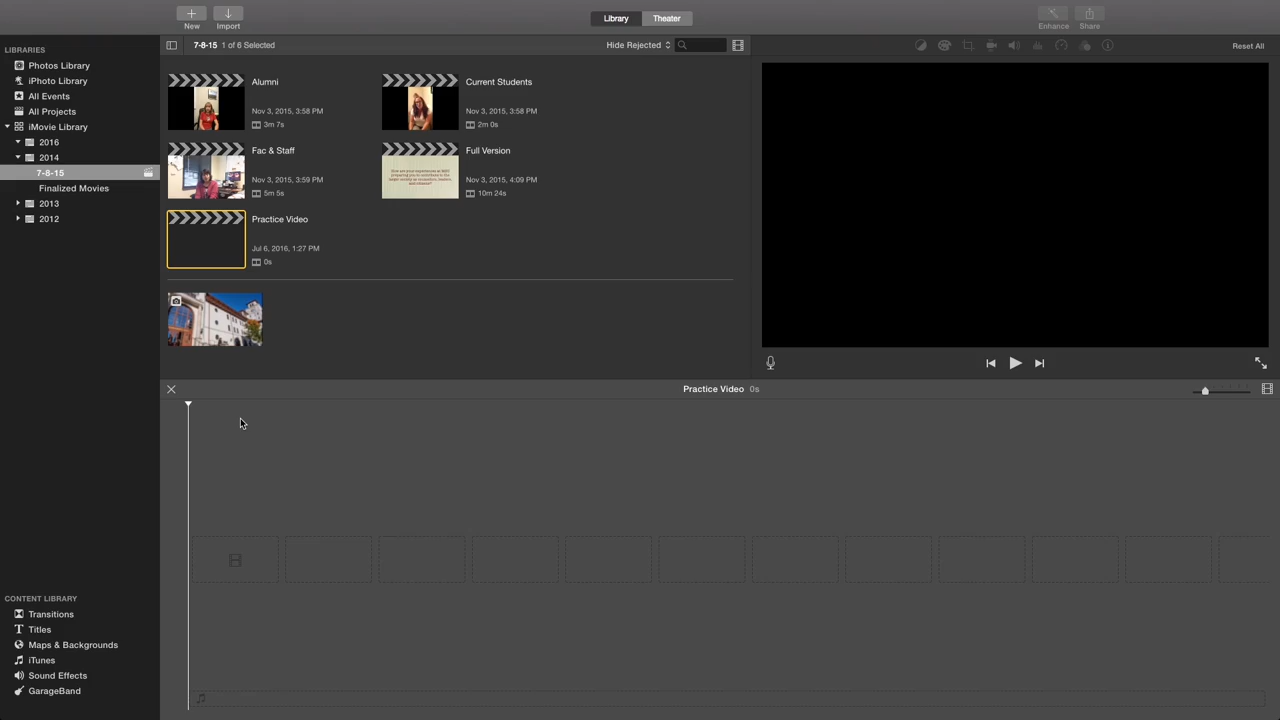 New
Import
Library
Theater
Enhance
Share
LIBRARIES
7-8-15 1 of 6 Selected
Hide Rejected
Reset All
Photos Library
iPhoto Library
All Events
All Projects
iMovie Library
2016
2014
7-8-15
Finalized Movies
2013
2012
Alumni
Nov 3, 2015, 3:58 PM
3m 7s
Current Students
Nov 3, 2015, 3:58 PM
2m 0s
Fac & Staff
Nov 3, 2015, 3:59 PM
5m 5s
Full Version
Nov 3, 2015, 4:09 PM
10m 24s
Practice Video
Jul 6, 2016, 1:27 PM
0s
Practice Video 0s
CONTENT LIBRARY
Transitions
Titles
Maps & Backgrounds
iTunes
Sound Effects
GarageBand